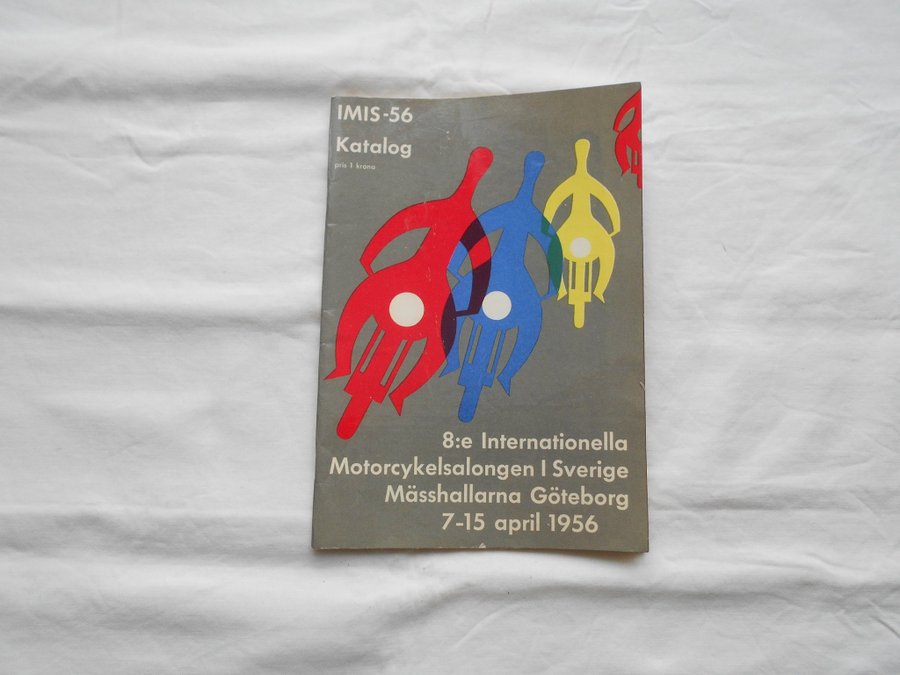 IMIS-56
Katalog
pris 1 krona
8:e Internationella
Motorcykelsalongen I Sverige
Mässhallarna Göteborg
7-15 april 1956